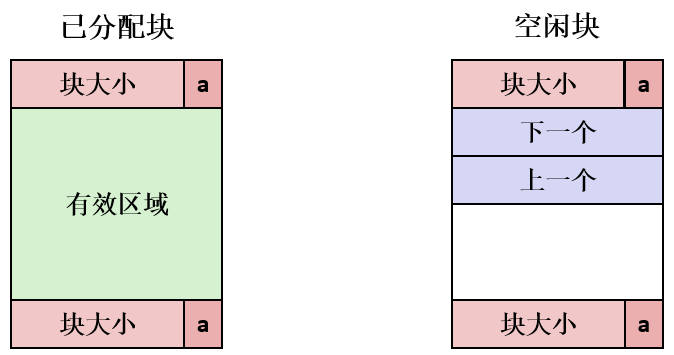 已分配块
空闲块
块大小 a
块大小 a
下一个
上一个
有效区域
块大小 a
块大小 a